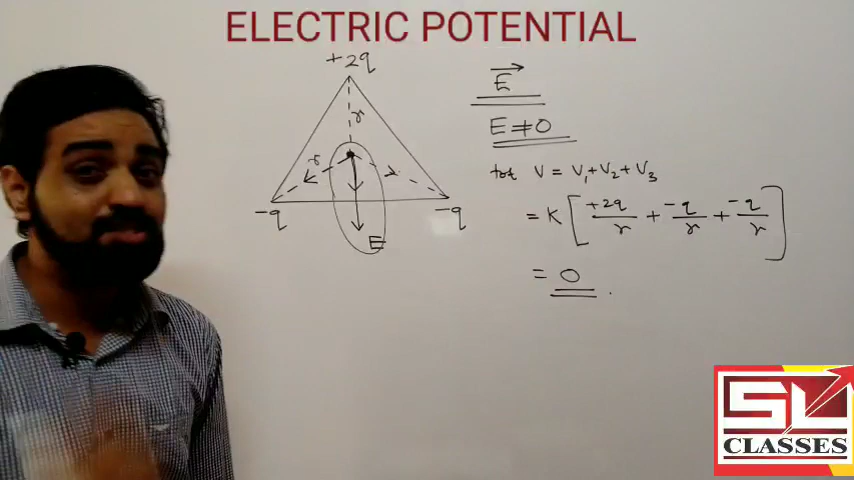 ELECTRIC POTENTIAL
+2q
r
r
-q
-q
E
E⃗
E ≠ 0
tot V = V₁ + V₂ + V₃
= K [ +2q/r + -q/r + -q/r ]
= 0
SL
CLASSES